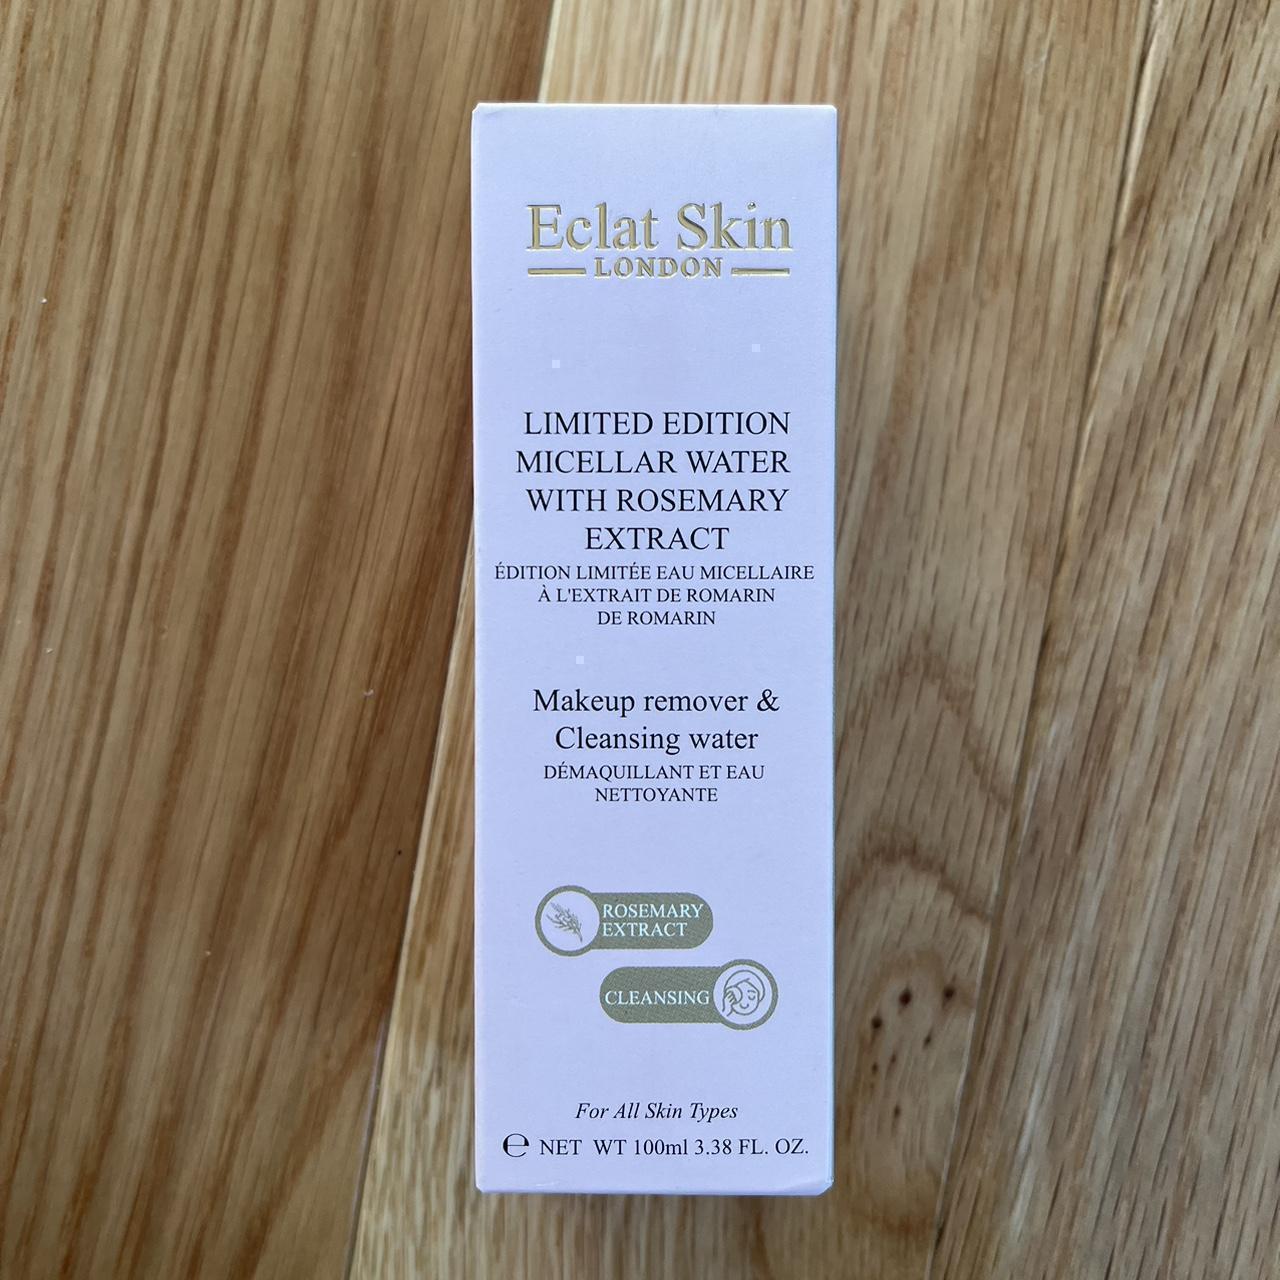 Eclat Skin
LONDON
LIMITED EDITION
MICELLAR WATER
WITH ROSEMARY
EXTRACT
ÉDITION LIMITÉE EAU MICELLAIRE
À L'EXTRAIT DE ROMARIN
DE ROMARIN
Makeup remover &
Cleansing water
DÉMAQUILLANT ET EAU
NETTOYANTE
ROSEMARY
EXTRACT
CLEANSING
For All Skin Types
℮ NET WT 100ml 3.38 FL. OZ.